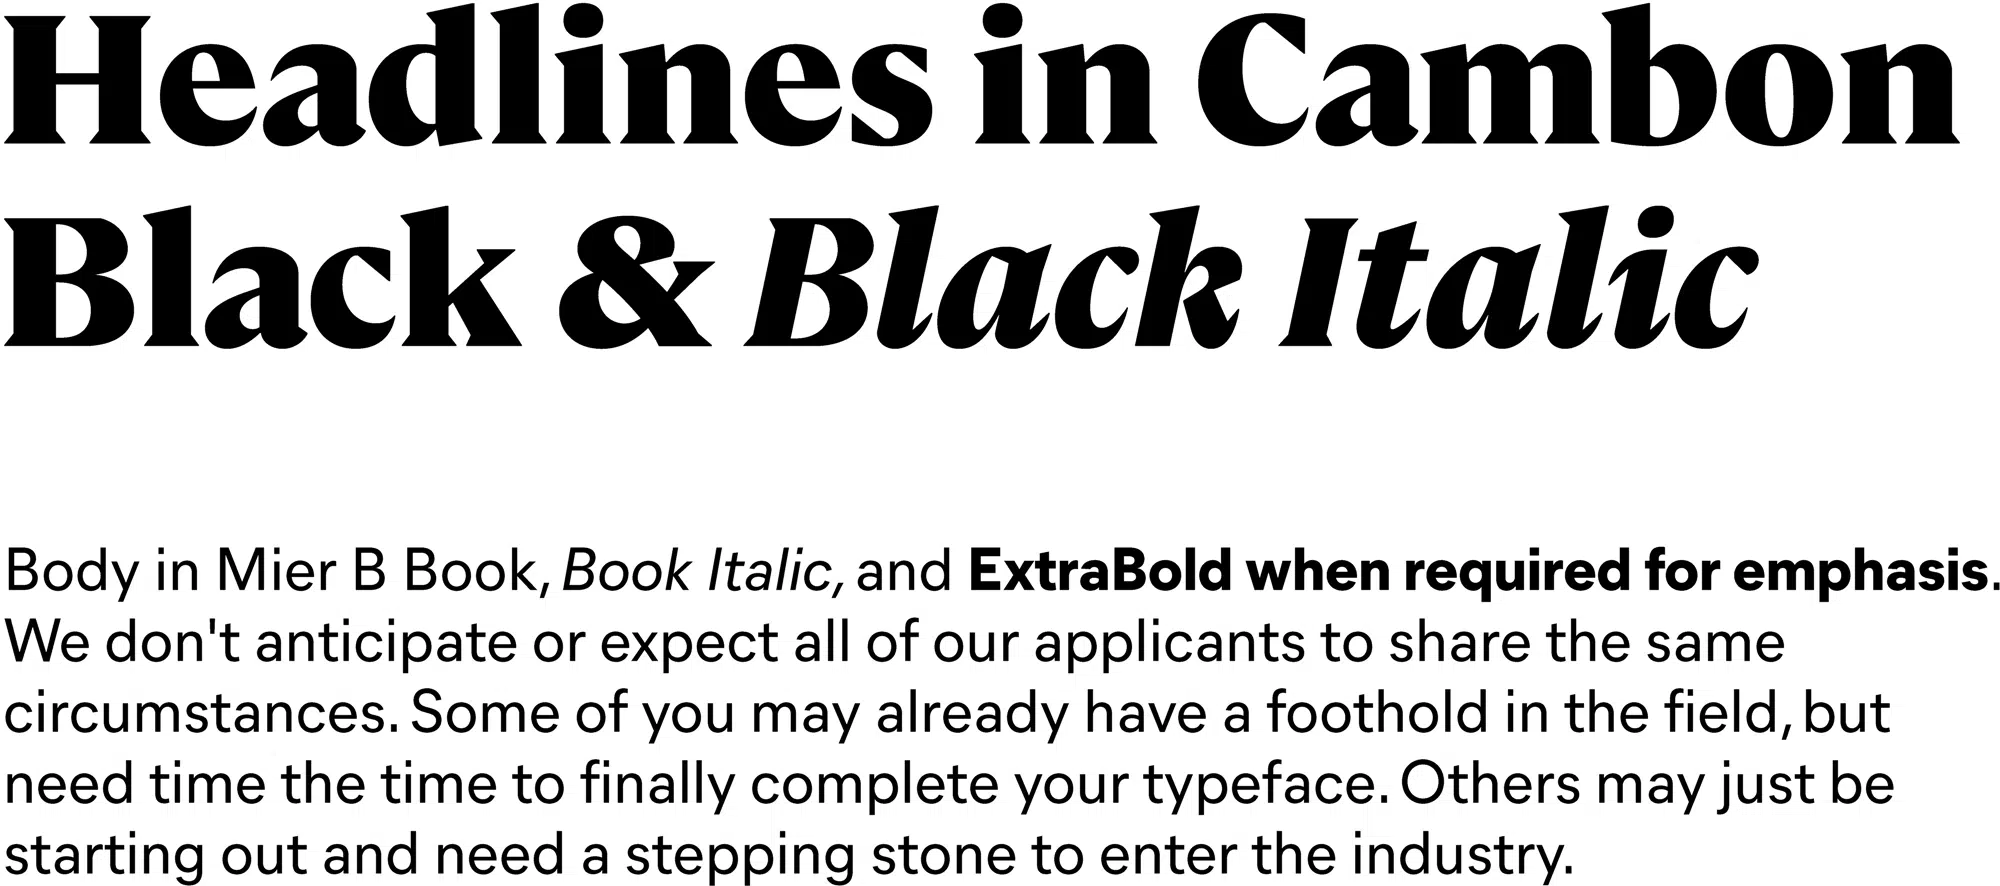 Headlines in Cambon
Black & Black Italic
Body in Mier B Book, Book Italic, and ExtraBold when required for emphasis.
We don't anticipate or expect all of our applicants to share the same
circumstances. Some of you may already have a foothold in the field, but
need time the time to finally complete your typeface. Others may just be
starting out and need a stepping stone to enter the industry.